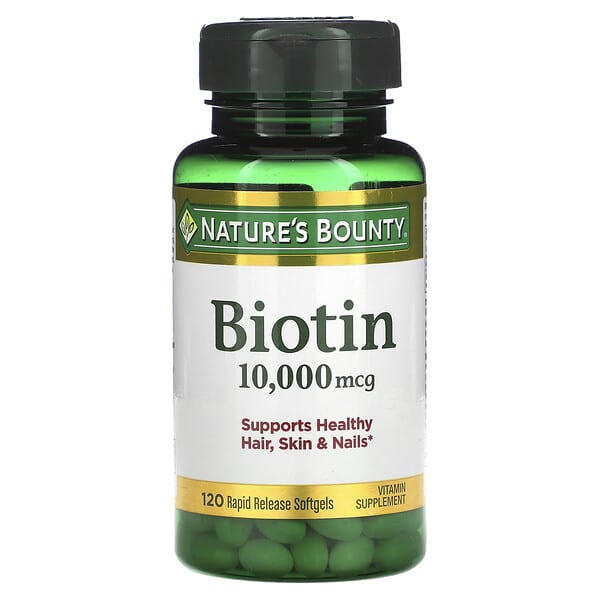 NATURE'S BOUNTY®
Biotin
10,000 mcg
Supports Healthy
Hair, Skin & Nails*
120 Rapid Release Softgels
VITAMIN
SUPPLEMENT